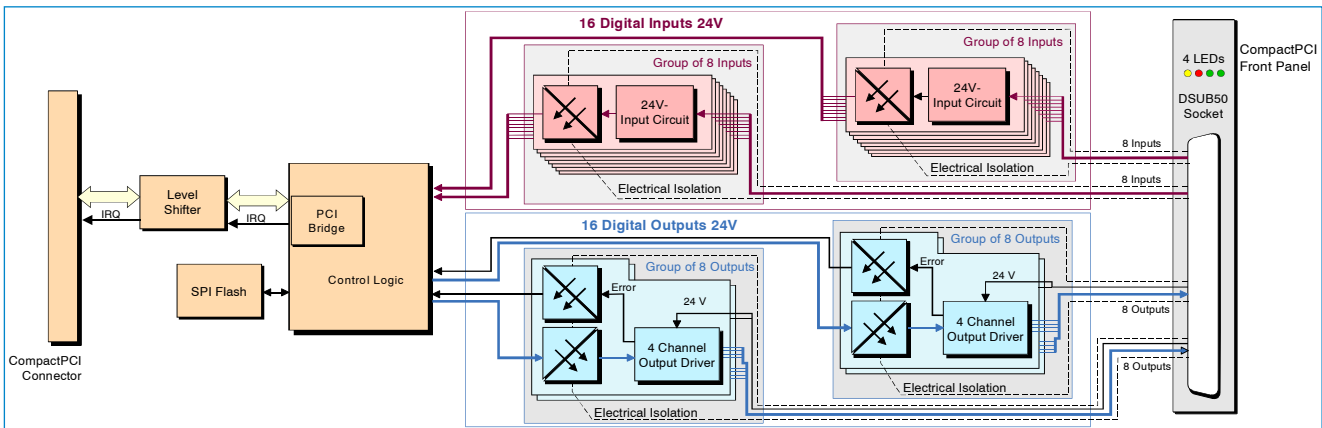 16 Digital Inputs 24V
Group of 8 Inputs
24V-
Input Circuit
Electrical Isolation
Group of 8 Inputs
24V-
Input Circuit
Electrical Isolation
4 LEDs
CompactPCI
Front Panel
DSUB50
Socket
8 Inputs
8 Inputs
Level
Shifter
IRQ
IRQ
PCI
Bridge
Control Logic
SPI Flash
CompactPCI
Connector
16 Digital Outputs 24V
Group of 8 Outputs
Error
24 V
4 Channel
Output Driver
Electrical Isolation
Group of 8 Outputs
Error
24 V
4 Channel
Output Driver
Electrical Isolation
8 Outputs
8 Outputs